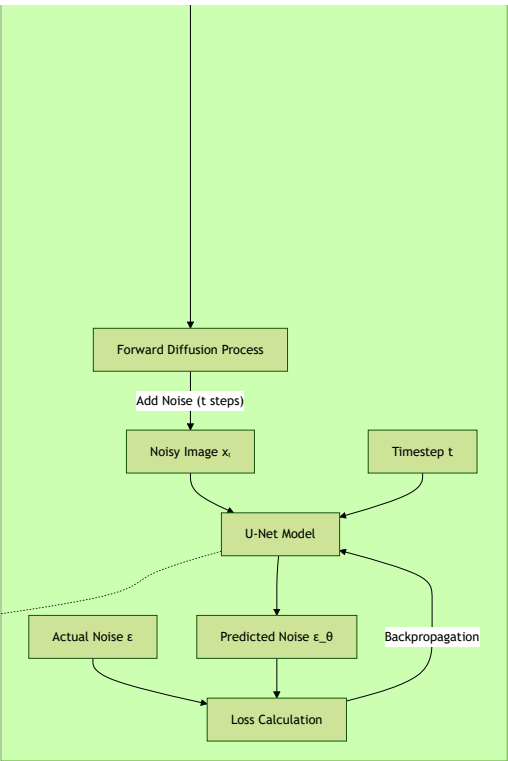 Forward Diffusion Process
Add Noise (t steps)
Noisy Image xₜ
Timestep t
U-Net Model
Actual Noise ε
Predicted Noise ε_θ
Backpropagation
Loss Calculation